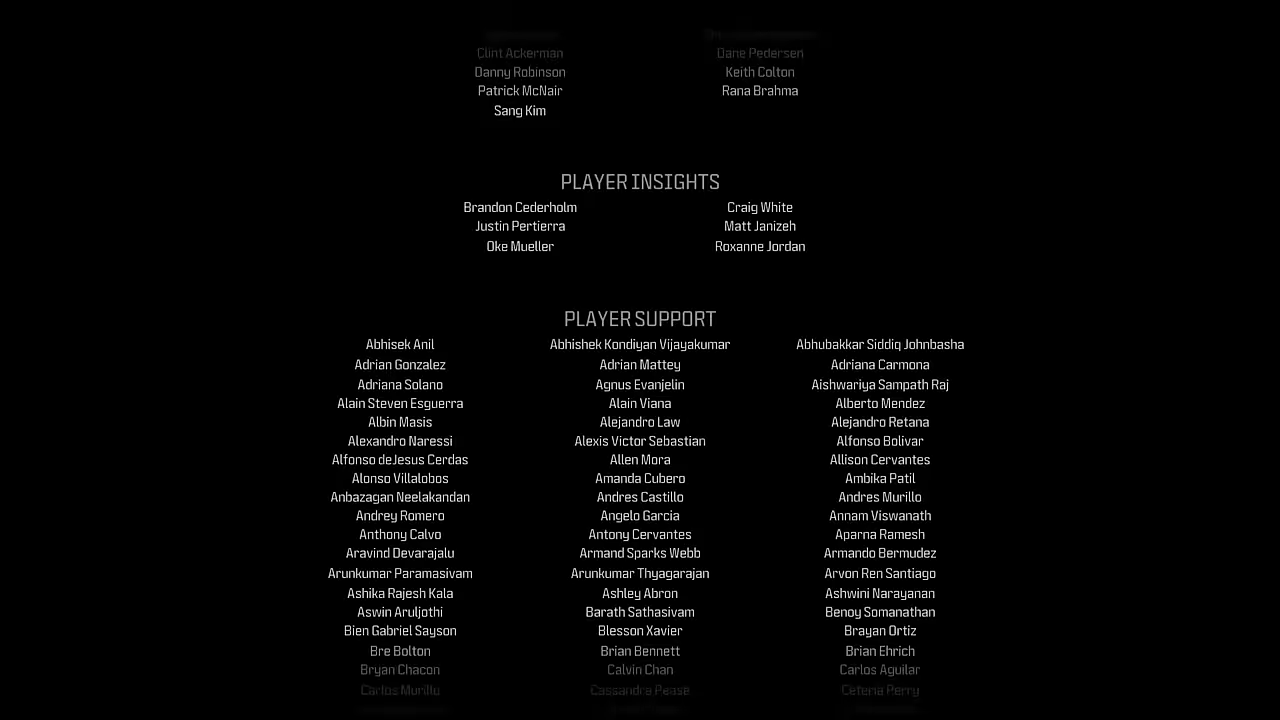 Clint Ackerman Dane Pedersen
Danny Robinson Keith Colton
Patrick McNair Rana Brahma
Sang Kim
PLAYER INSIGHTS
Brandon Cederholm Craig White
Justin Pertierra Matt Janizeh
Oke Mueller Roxanne Jordan
PLAYER SUPPORT
Abhisek Anil Abhishek Kondiyan Vijayakumar Abhubakkar Siddiq Johnbasha
Adrian Gonzalez Adrian Mattey Adriana Carmona
Adriana Solano Agnus Evanjelin Aishwariya Sampath Raj
Alain Steven Esguerra Alain Viana Alberto Mendez
Albin Masis Alejandro Law Alejandro Retana
Alexandro Naressi Alexis Victor Sebastian Alfonso Bolivar
Alfonso deJesus Cerdas Allen Mora Allison Cervantes
Alonso Villalobos Amanda Cubero Ambika Patil
Anbazagan Neelakandan Andres Castillo Andres Murillo
Andrey Romero Angelo Garcia Annam Viswanath
Anthony Calvo Antony Cervantes Aparna Ramesh
Aravind Devarajalu Armand Sparks Webb Armando Bermudez
Arunkumar Paramasivam Arunkumar Thyagarajan Arvon Ren Santiago
Ashika Rajesh Kala Ashley Abron Ashwini Narayanan
Aswin Aruljothi Barath Sathasivam Benoy Somanathan
Bien Gabriel Sayson Blesson Xavier Brayan Ortiz
Bre Bolton Brian Bennett Brian Ehrich
Bryan Chacon Calvin Chan Carlos Aguilar
Carlos Murillo Cassandra Pease Ceteria Perry